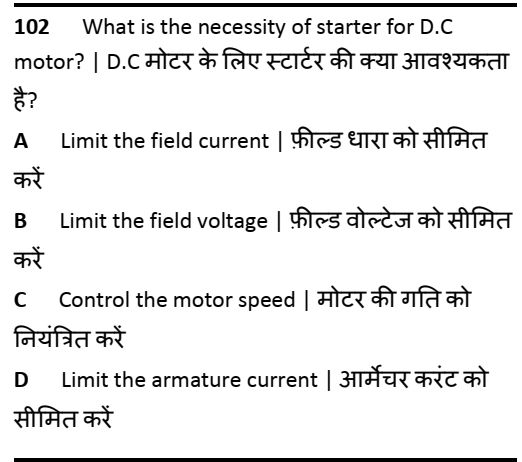 102 What is the necessity of starter for D.C
motor? | D.C मोटर के लिए स्टार्टर की क्या आवश्यकता
है?
A Limit the field current | फ़ील्ड धारा को सीमित
करें
B Limit the field voltage | फ़ील्ड वोल्टेज को सीमित
करें
C Control the motor speed | मोटर की गति को
नियंत्रित करें
D Limit the armature current | आर्मेचर करंट को
सीमित करें